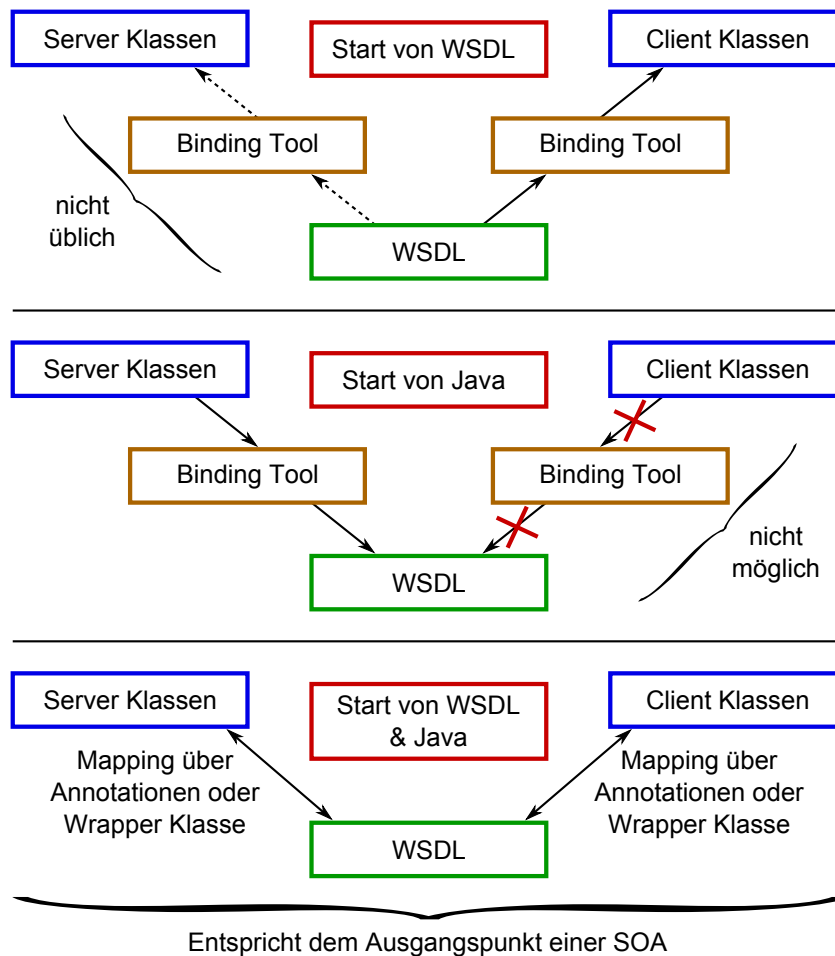 Server Klassen
Start von WSDL
Client Klassen
Binding Tool
Binding Tool
nicht
üblich
WSDL
Server Klassen
Start von Java
Client Klassen
Binding Tool
Binding Tool
nicht
möglich
WSDL
Server Klassen
Start von WSDL
& Java
Client Klassen
Mapping über
Annotationen oder
Wrapper Klasse
Mapping über
Annotationen oder
Wrapper Klasse
WSDL
Entspricht dem Ausgangspunkt einer SOA